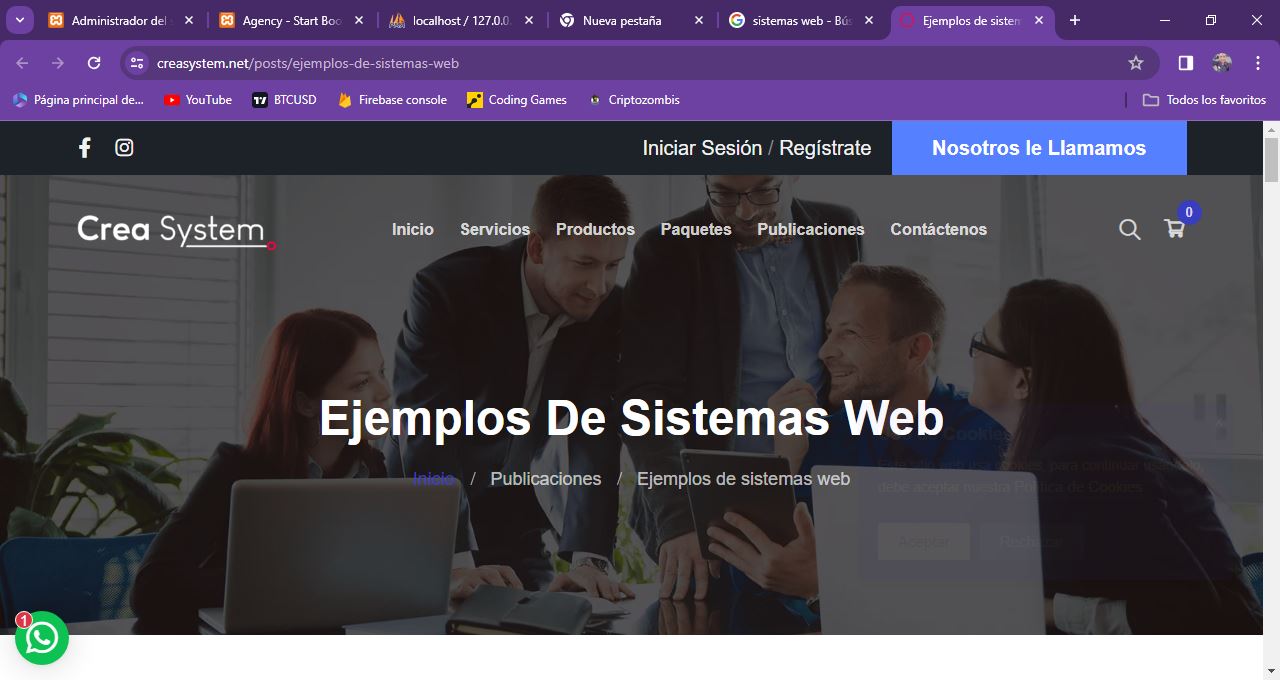 Administrador del
Agency - Start Boo
localhost / 127.0.0.
Nueva pestaña
sistemas web - Bús
Ejemplos de sistem
creasystem.net/posts/ejemplos-de-sistemas-web
Página principal de...
YouTube
BTCUSD
Firebase console
Coding Games
Criptozombis
Todos los favoritos
Iniciar Sesión / Regístrate
Nosotros le Llamamos
Crea System
Inicio
Servicios
Productos
Paquetes
Publicaciones
Contáctenos
0
Ejemplos De Sistemas Web
Inicio / Publicaciones / Ejemplos de sistemas web
Cookies
Este sitio web usa cookies, para continuar
debe aceptar nuestra Política de Cookies
Aceptar
Rechazar
1